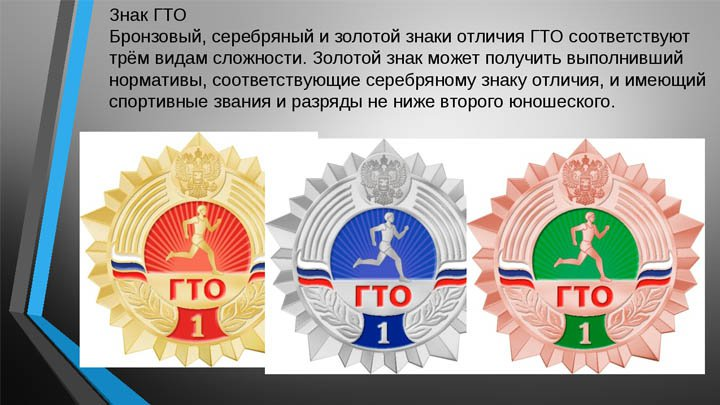 Знак ГТО
Бронзовый, серебряный и золотой знаки отличия ГТО соответствуют
трём видам сложности. Золотой знак может получить выполнивший
нормативы, соответствующие серебряному знаку отличия, и имеющий
спортивные звания и разряды не ниже второго юношеского.
ГТО
1
ГТО
1
ГТО
1